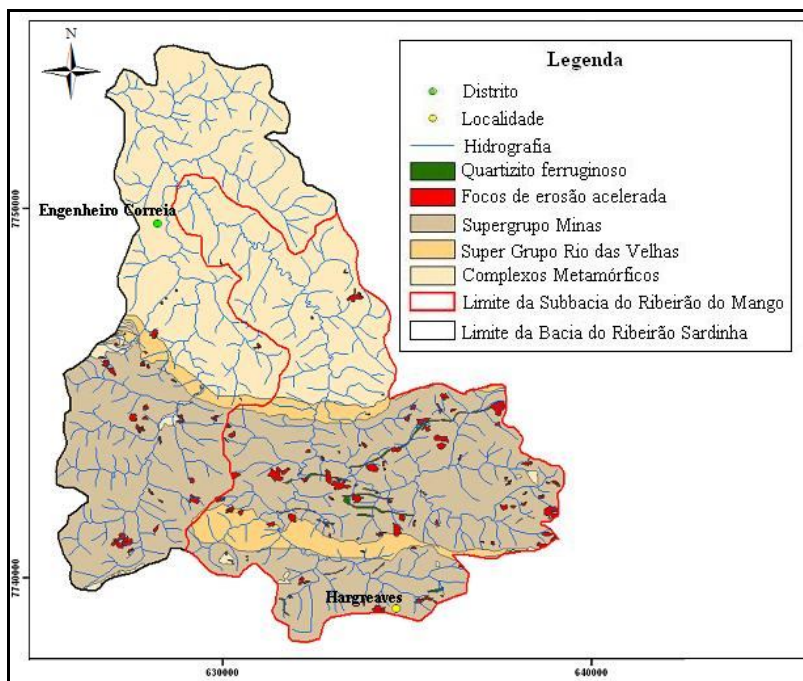 N
Legenda
Distrito
Localidade
Hidrografia
Quartizito ferruginoso
Focos de erosão acelerada
Supergrupo Minas
Super Grupo Rio das Velhas
Complexos Metamórficos
Limite da Subbacia do Ribeirão do Mango
Limite da Bacia do Ribeirão Sardinha
7750000
Engenheiro Correia
7740000
Hargreaves
630000
640000